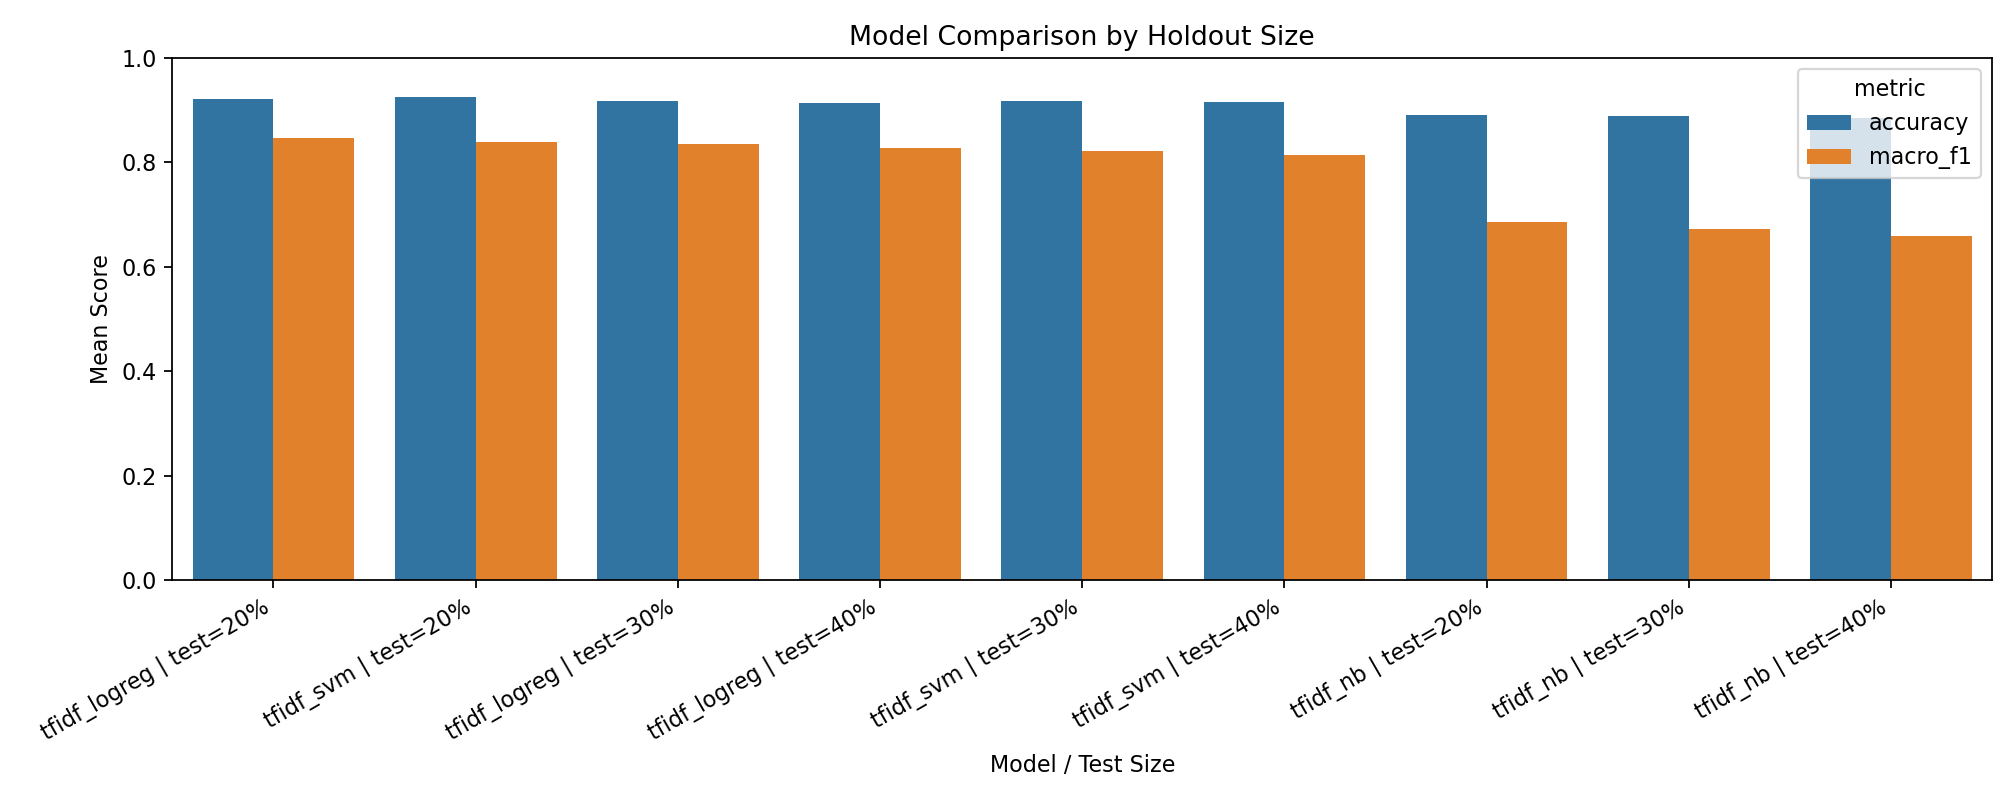 Model Comparison by Holdout Size
1.0
0.8
0.6
0.4
0.2
0.0
Mean Score
metric
accuracy
macro_f1
tfidf_logreg | test=20%
tfidf_svm | test=20%
tfidf_logreg | test=30%
tfidf_logreg | test=40%
tfidf_svm | test=30%
tfidf_svm | test=40%
tfidf_nb | test=20%
tfidf_nb | test=30%
tfidf_nb | test=40%
Model / Test Size